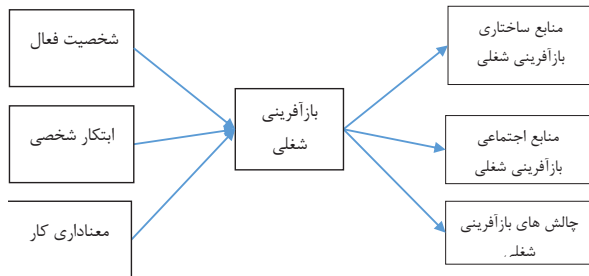 شخصیت فعال
ابتکار شخصی
معناداری کار
بازآفرینی
شغلی
منابع ساختاری
بازآفرینی شغلی
منابع اجتماعی
بازآفرینی شغلی
چالش های بازآفرینی
شغلی